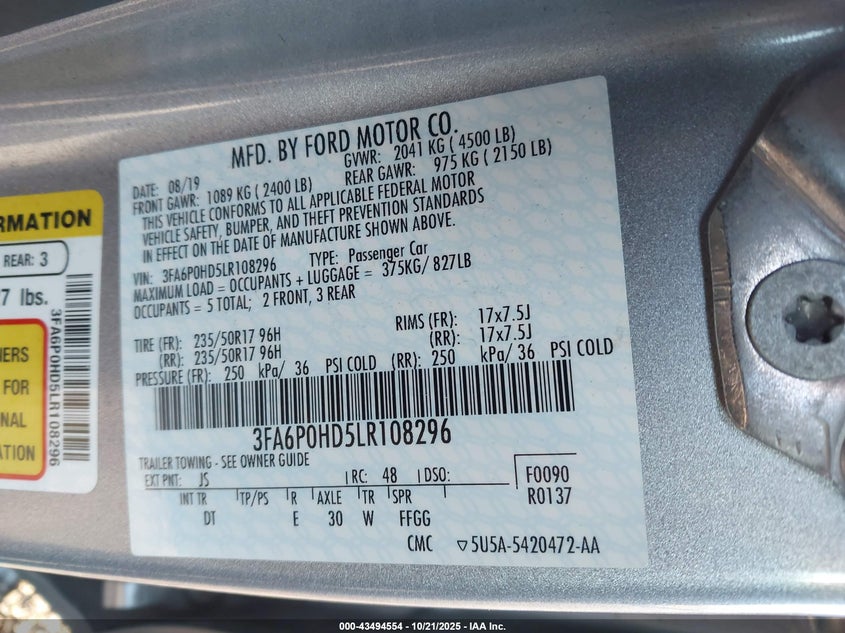 MFD. BY FORD MOTOR CO.
DATE: 08/19 GVWR: 2041 KG ( 4500 LB)
FRONT GAWR: 1089 KG ( 2400 LB) REAR GAWR: 975 KG ( 2150 LB)
THIS VEHICLE CONFORMS TO ALL APPLICABLE FEDERAL MOTOR
VEHICLE SAFETY, BUMPER, AND THEFT PREVENTION STANDARDS
IN EFFECT ON THE DATE OF MANUFACTURE SHOWN ABOVE.
VIN: 3FA6P0HD5LR108296 TYPE: Passenger Car
MAXIMUM LOAD = OCCUPANTS + LUGGAGE = 375KG/ 827LB
OCCUPANTS = 5 TOTAL; 2 FRONT, 3 REAR
TIRE (FR): 235/50R17 96H RIMS (FR): 17x7.5J
(RR): 235/50R17 96H (RR): 17x7.5J
PRESSURE (FR): 250 kPa/ 36 PSI COLD (RR): 250 kPa/ 36 PSI COLD
3FA6P0HD5LR108296
TRAILER TOWING - SEE OWNER GUIDE
EXT PNT: JS RC: 48 DSO: F0090
INT TR TP/PS R AXLE TR SPR R0137
DT E 30 W FFGG
CMC ▽5U5A-5420472-AA
RMATION
REAR: 3
7 lbs.
NERS
FOR
NAL
3FA6P0HD5LR108296
000-43494554 | 10/21/2025 | IAA Inc.